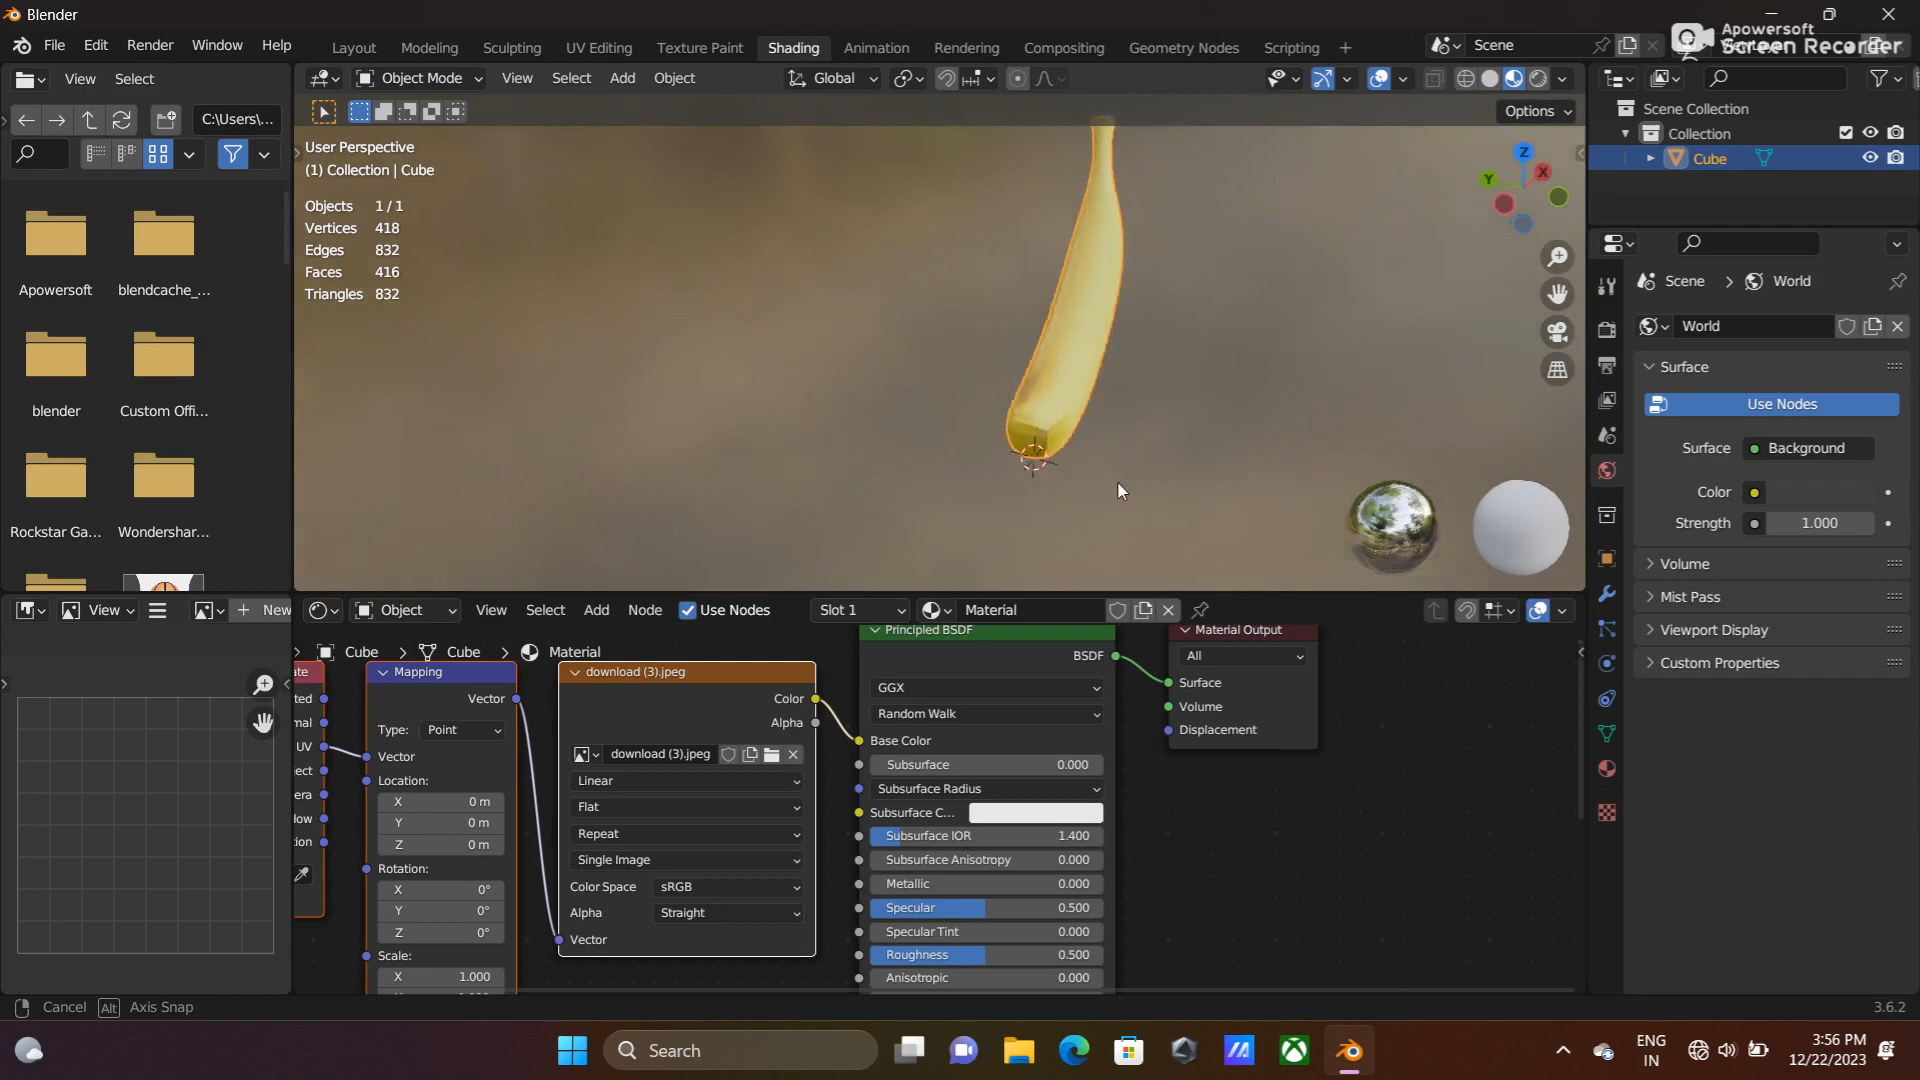 Blender
File Edit Render Window Help
Layout Modeling Sculpting UV Editing Texture Paint Shading Animation Rendering Compositing Geometry Nodes Scripting +
Scene
Apowersoft
Screen Recorder
View Select
Object Mode View Select Add Object Global
C:\Users\...
Options
User Perspective
(1) Collection | Cube
Objects 1 / 1
Vertices 418
Edges 832
Faces 416
Triangles 832
Z
X
Y
Apowersoft blendcache_...
blender Custom Offi...
Rockstar Ga... Wondershar...
Scene Collection
Collection
Cube
Scene > World
World
Surface
Use Nodes
Surface Background
Color
Strength 1.000
Volume
Mist Pass
Viewport Display
Custom Properties
View + New
Object View Select Add Node Use Nodes Slot 1 Material
Cube > Cube > Material
ate
ted
mal
UV
ject
era
dow
ion
Mapping
Vector
Type: Point
Vector
Location:
X 0 m
Y 0 m
Z 0 m
Rotation:
X 0°
Y 0°
Z 0°
Scale:
X 1.000
download (3).jpeg
Color
Alpha
download (3).jpeg
Linear
Flat
Repeat
Single Image
Color Space sRGB
Alpha Straight
Vector
Principled BSDF
BSDF
GGX
Random Walk
Base Color
Subsurface 0.000
Subsurface Radius
Subsurface C...
Subsurface IOR 1.400
Subsurface Anisotropy 0.000
Metallic 0.000
Specular 0.500
Specular Tint 0.000
Roughness 0.500
Anisotropic 0.000
Material Output
All
Surface
Volume
Displacement
Cancel Alt Axis Snap
3.6.2
Search
ENG
IN
3:56 PM
12/22/2023